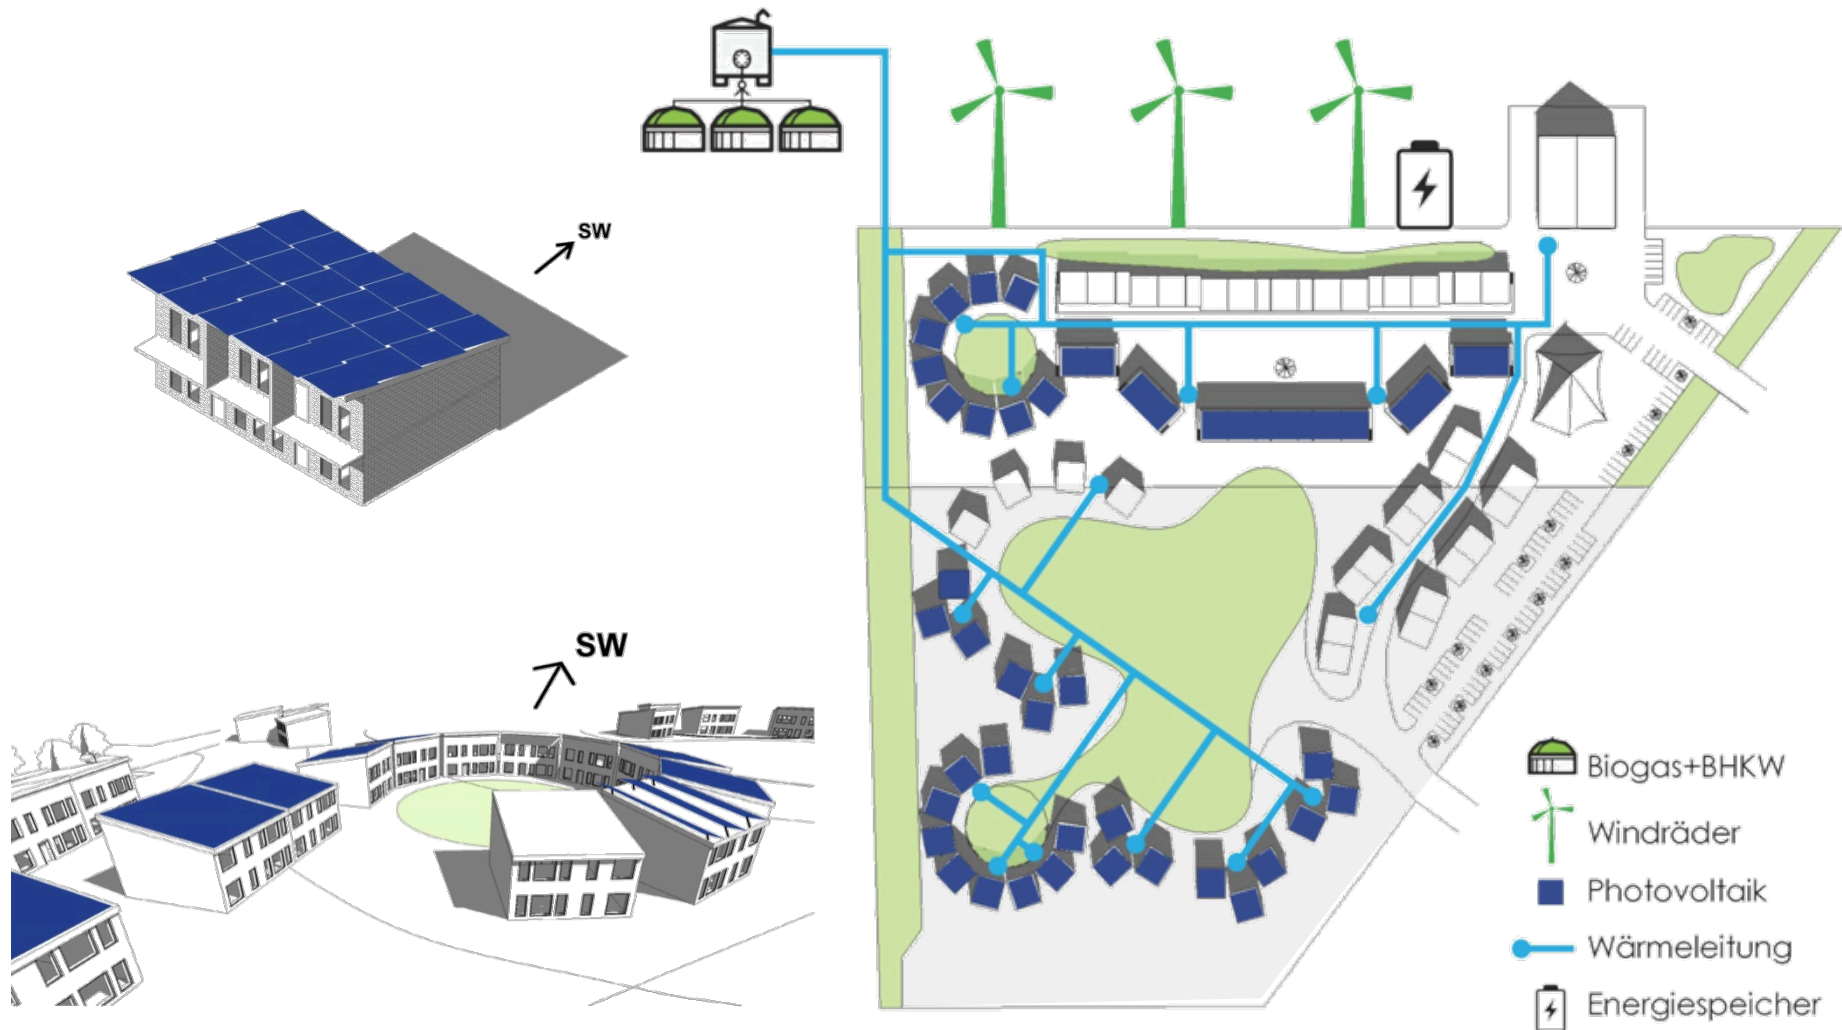 SW
SW
Biogas+BHKW
Windräder
Photovoltaik
Wärmeleitung
Energiespeicher